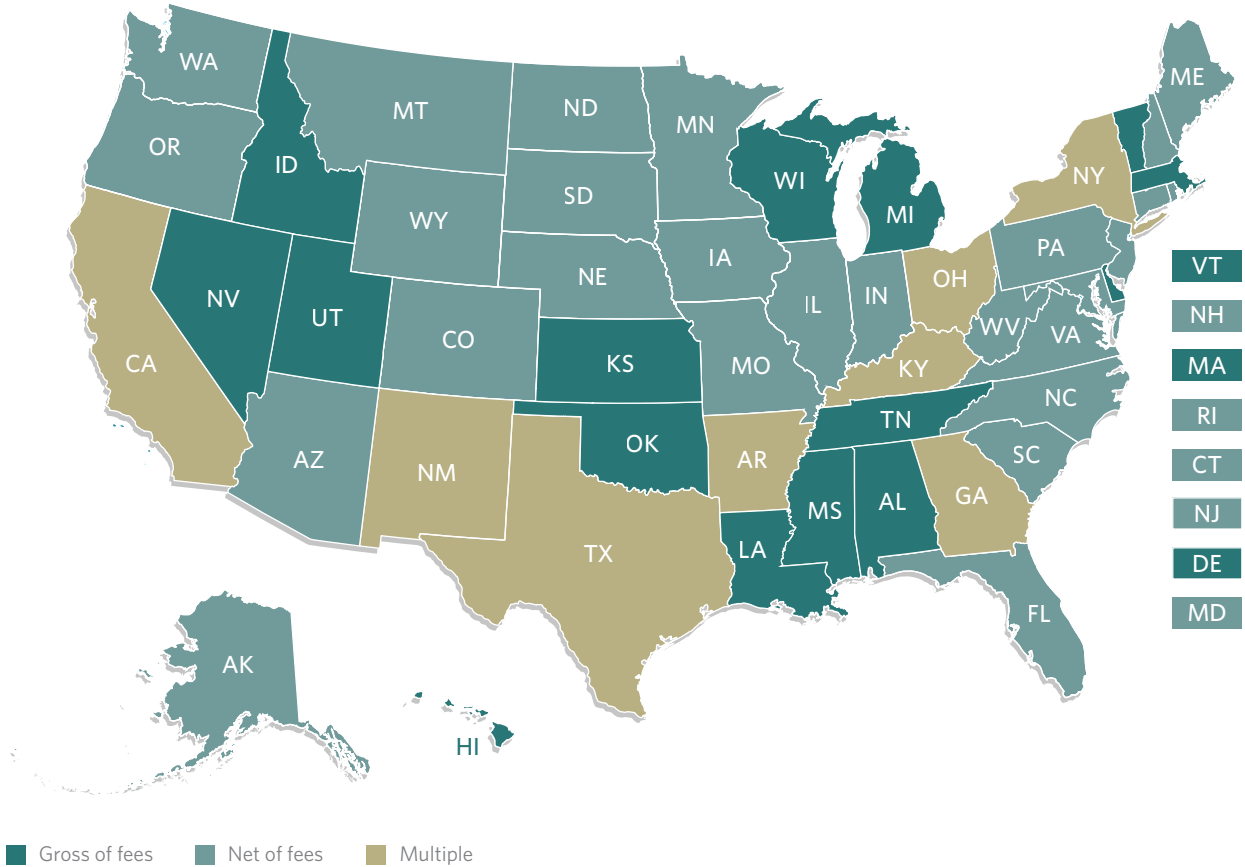 WA
MT
ND
MN
ME
OR
ID
WY
SD
WI
MI
NY
NV
UT
CO
NE
IA
IL
IN
OH
PA
VT
NH
CA
KS
MO
KY
WV
VA
MA
AZ
NM
OK
AR
TN
NC
SC
RI
CT
TX
LA
MS
AL
GA
NJ
DE
FL
MD
AK
HI
Gross of fees
Net of fees
Multiple